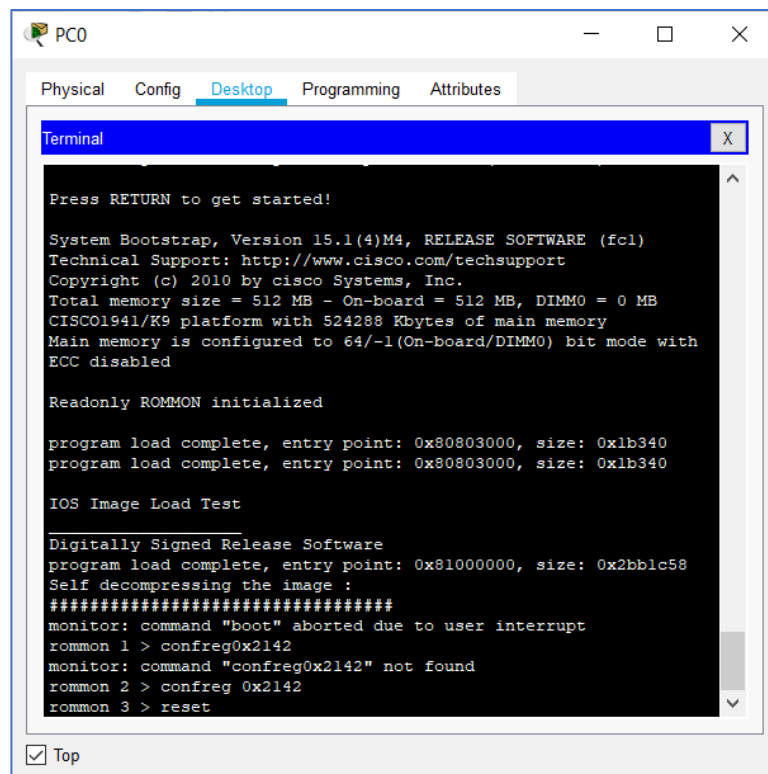 PC0
Physical Config Desktop Programming Attributes
Terminal
X
Press RETURN to get started!
System Bootstrap, Version 15.1(4)M4, RELEASE SOFTWARE (fc1)
Technical Support: http://www.cisco.com/techsupport
Copyright (c) 2010 by cisco Systems, Inc.
Total memory size = 512 MB - On-board = 512 MB, DIMM0 = 0 MB
CISCO1941/K9 platform with 524288 Kbytes of main memory
Main memory is configured to 64/-1(On-board/DIMM0) bit mode with
ECC disabled
Readonly ROMMON initialized
program load complete, entry point: 0x80803000, size: 0x1b340
program load complete, entry point: 0x80803000, size: 0x1b340
IOS Image Load Test
___________________
Digitally Signed Release Software
program load complete, entry point: 0x81000000, size: 0x2bb1c58
Self decompressing the image :
##################################
monitor: command "boot" aborted due to user interrupt
rommon 1 > confreg0x2142
monitor: command "confreg0x2142" not found
rommon 2 > confreg 0x2142
rommon 3 > reset
Top